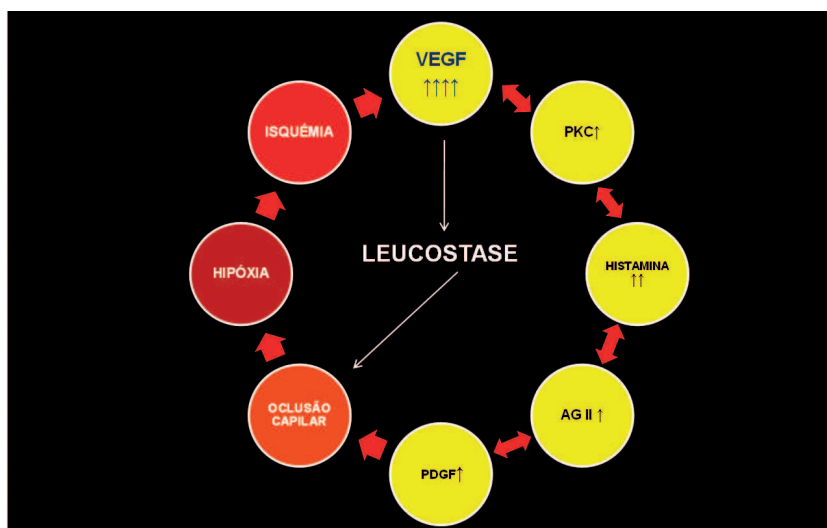 VEGF
↑↑↑↑
PKC↑
HISTAMINA
↑↑
AG II ↑
PDGF↑
OCLUSÃO
CAPILAR
HIPÓXIA
ISQUÉMIA
LEUCOSTASE